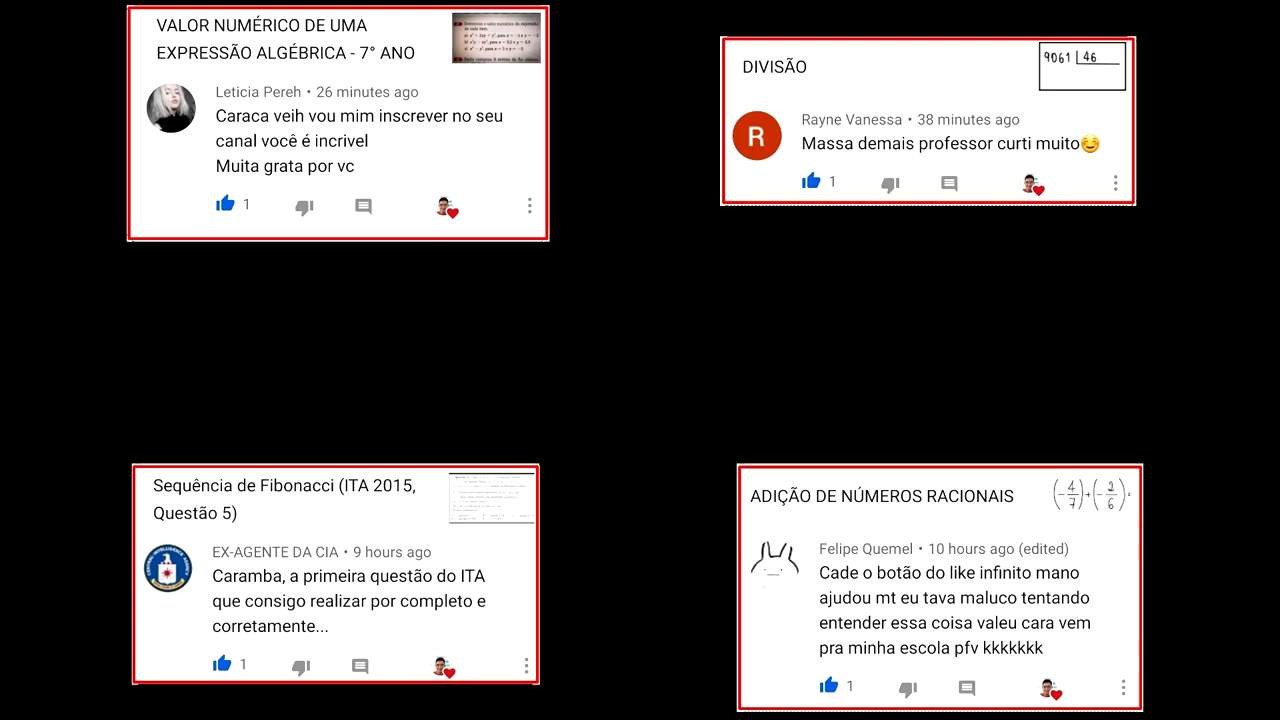 VALOR NUMÉRICO DE UMA
EXPRESSÃO ALGÉBRICA - 7° ANO
Leticia Pereh • 26 minutes ago
Caraca veih vou mim inscrever no seu
canal você é incrivel
Muita grata por vc
1
DIVISÃO
9061 46
Rayne Vanessa • 38 minutes ago
Massa demais professor curti muito😊
1
Sequência de Fibonacci (ITA 2015,
Questão 5)
EX-AGENTE DA CIA • 9 hours ago
Caramba, a primeira questão do ITA
que consigo realizar por completo e
corretamente...
1
ADIÇÃO DE NÚMEROS RACIONAIS
(-4/7)+(-3/6)=
Felipe Quemel • 10 hours ago (edited)
Cade o botão do like infinito mano
ajudou mt eu tava maluco tentando
entender essa coisa valeu cara vem
pra minha escola pfv kkkkkkk
1